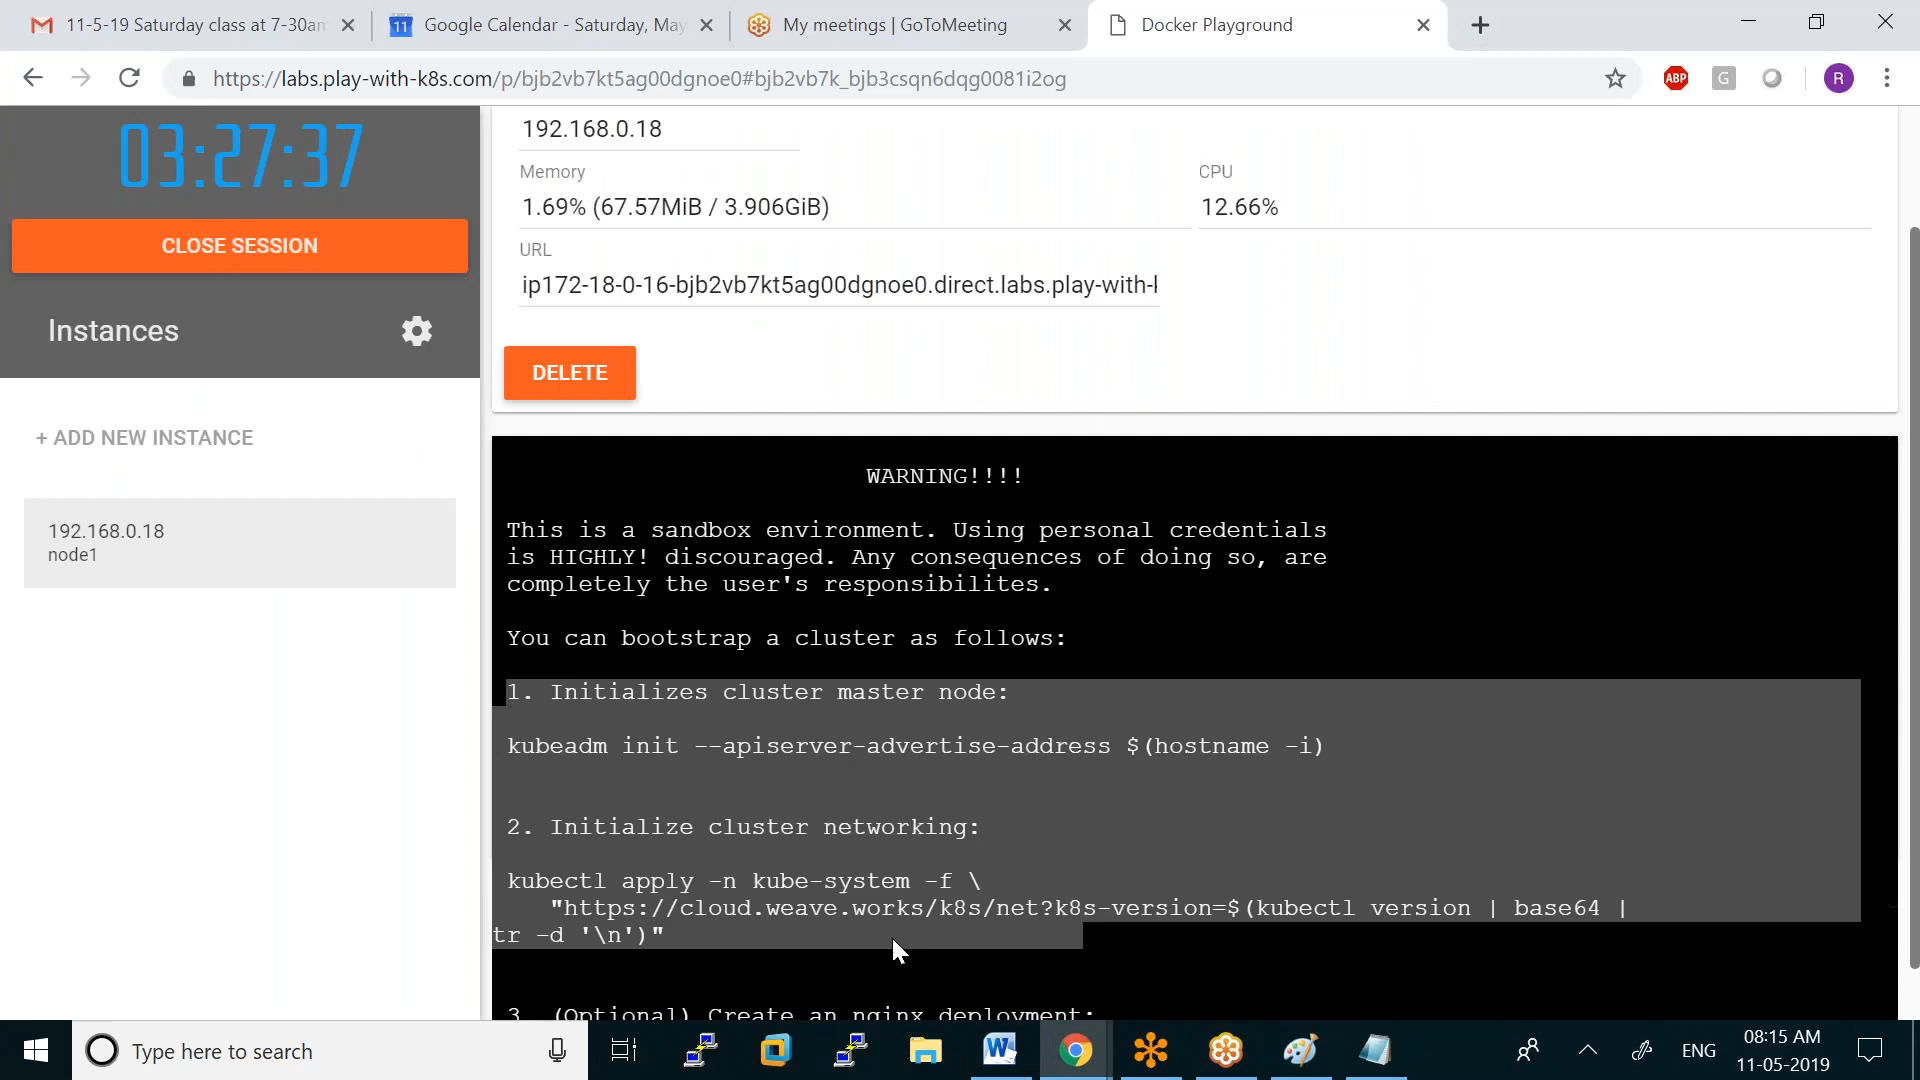 11-5-19 Saturday class at 7-30am
Google Calendar - Saturday, May
My meetings | GoToMeeting
Docker Playground
https://labs.play-with-k8s.com/p/bjb2vb7kt5ag00dgnoe0#bjb2vb7k_bjb3csqn6dqg0081i2og
ABP
G
R
03:27:37
CLOSE SESSION
Instances
+ ADD NEW INSTANCE
192.168.0.18
node1
192.168.0.18
Memory
1.69% (67.57MiB / 3.906GiB)
CPU
12.66%
URL
ip172-18-0-16-bjb2vb7kt5ag00dgnoe0.direct.labs.play-with-k
DELETE
WARNING!!!!
This is a sandbox environment. Using personal credentials
is HIGHLY! discouraged. Any consequences of doing so, are
completely the user's responsibilites.
You can bootstrap a cluster as follows:
1. Initializes cluster master node:
kubeadm init --apiserver-advertise-address $(hostname -i)
2. Initialize cluster networking:
kubectl apply -n kube-system -f \
"https://cloud.weave.works/k8s/net?k8s-version=$(kubectl version | base64 |
tr -d '\n')"
3. (Optional) Create an nginx deployment:
Type here to search
ENG
08:15 AM
11-05-2019